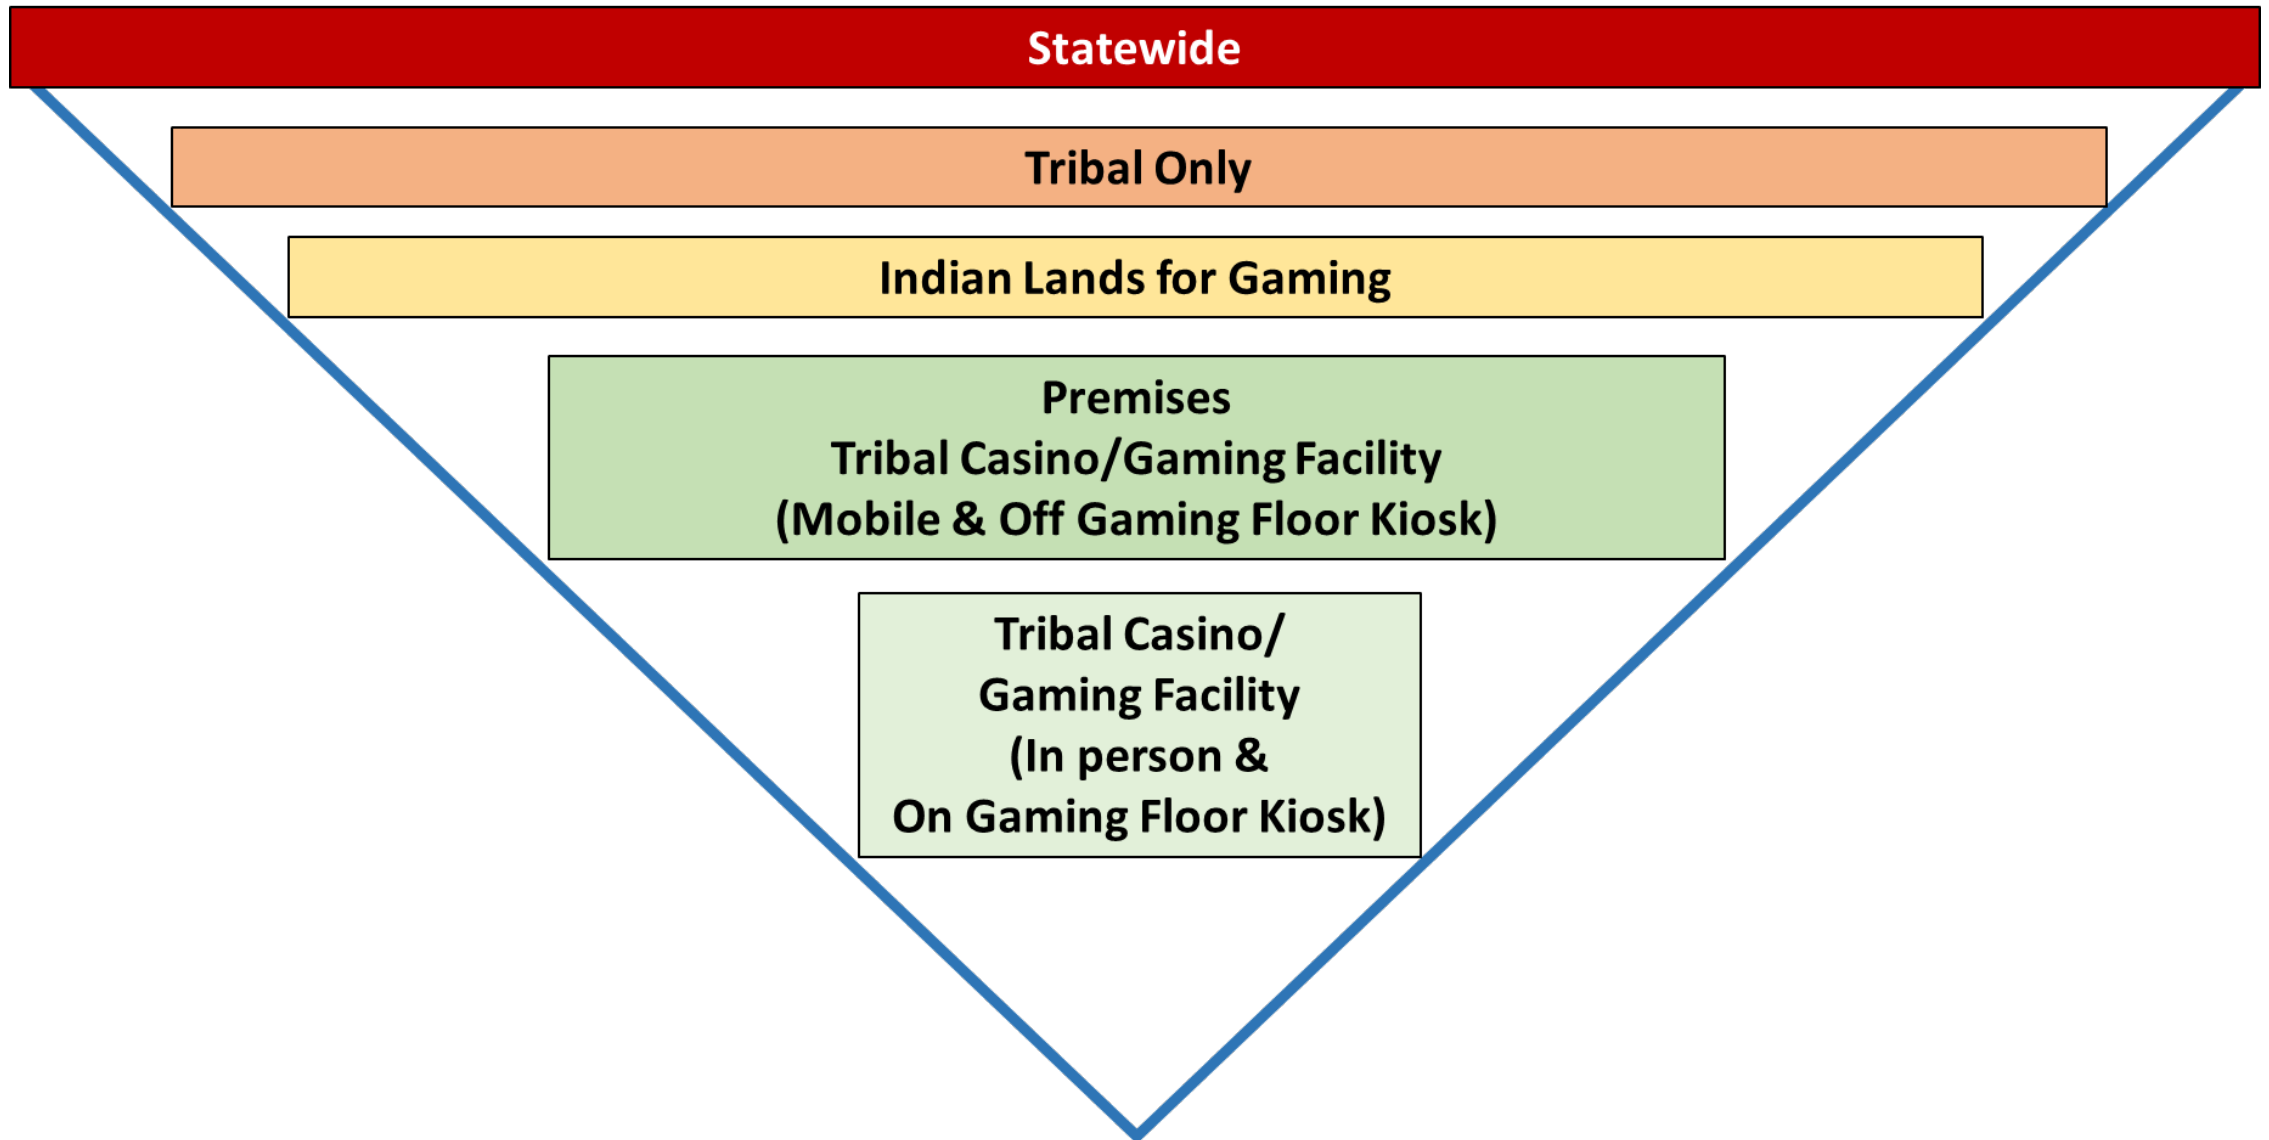 Statewide
Tribal Only
Indian Lands for Gaming
Premises
Tribal Casino/Gaming Facility
(Mobile & Off Gaming Floor Kiosk)
Tribal Casino/
Gaming Facility
(In person &
On Gaming Floor Kiosk)